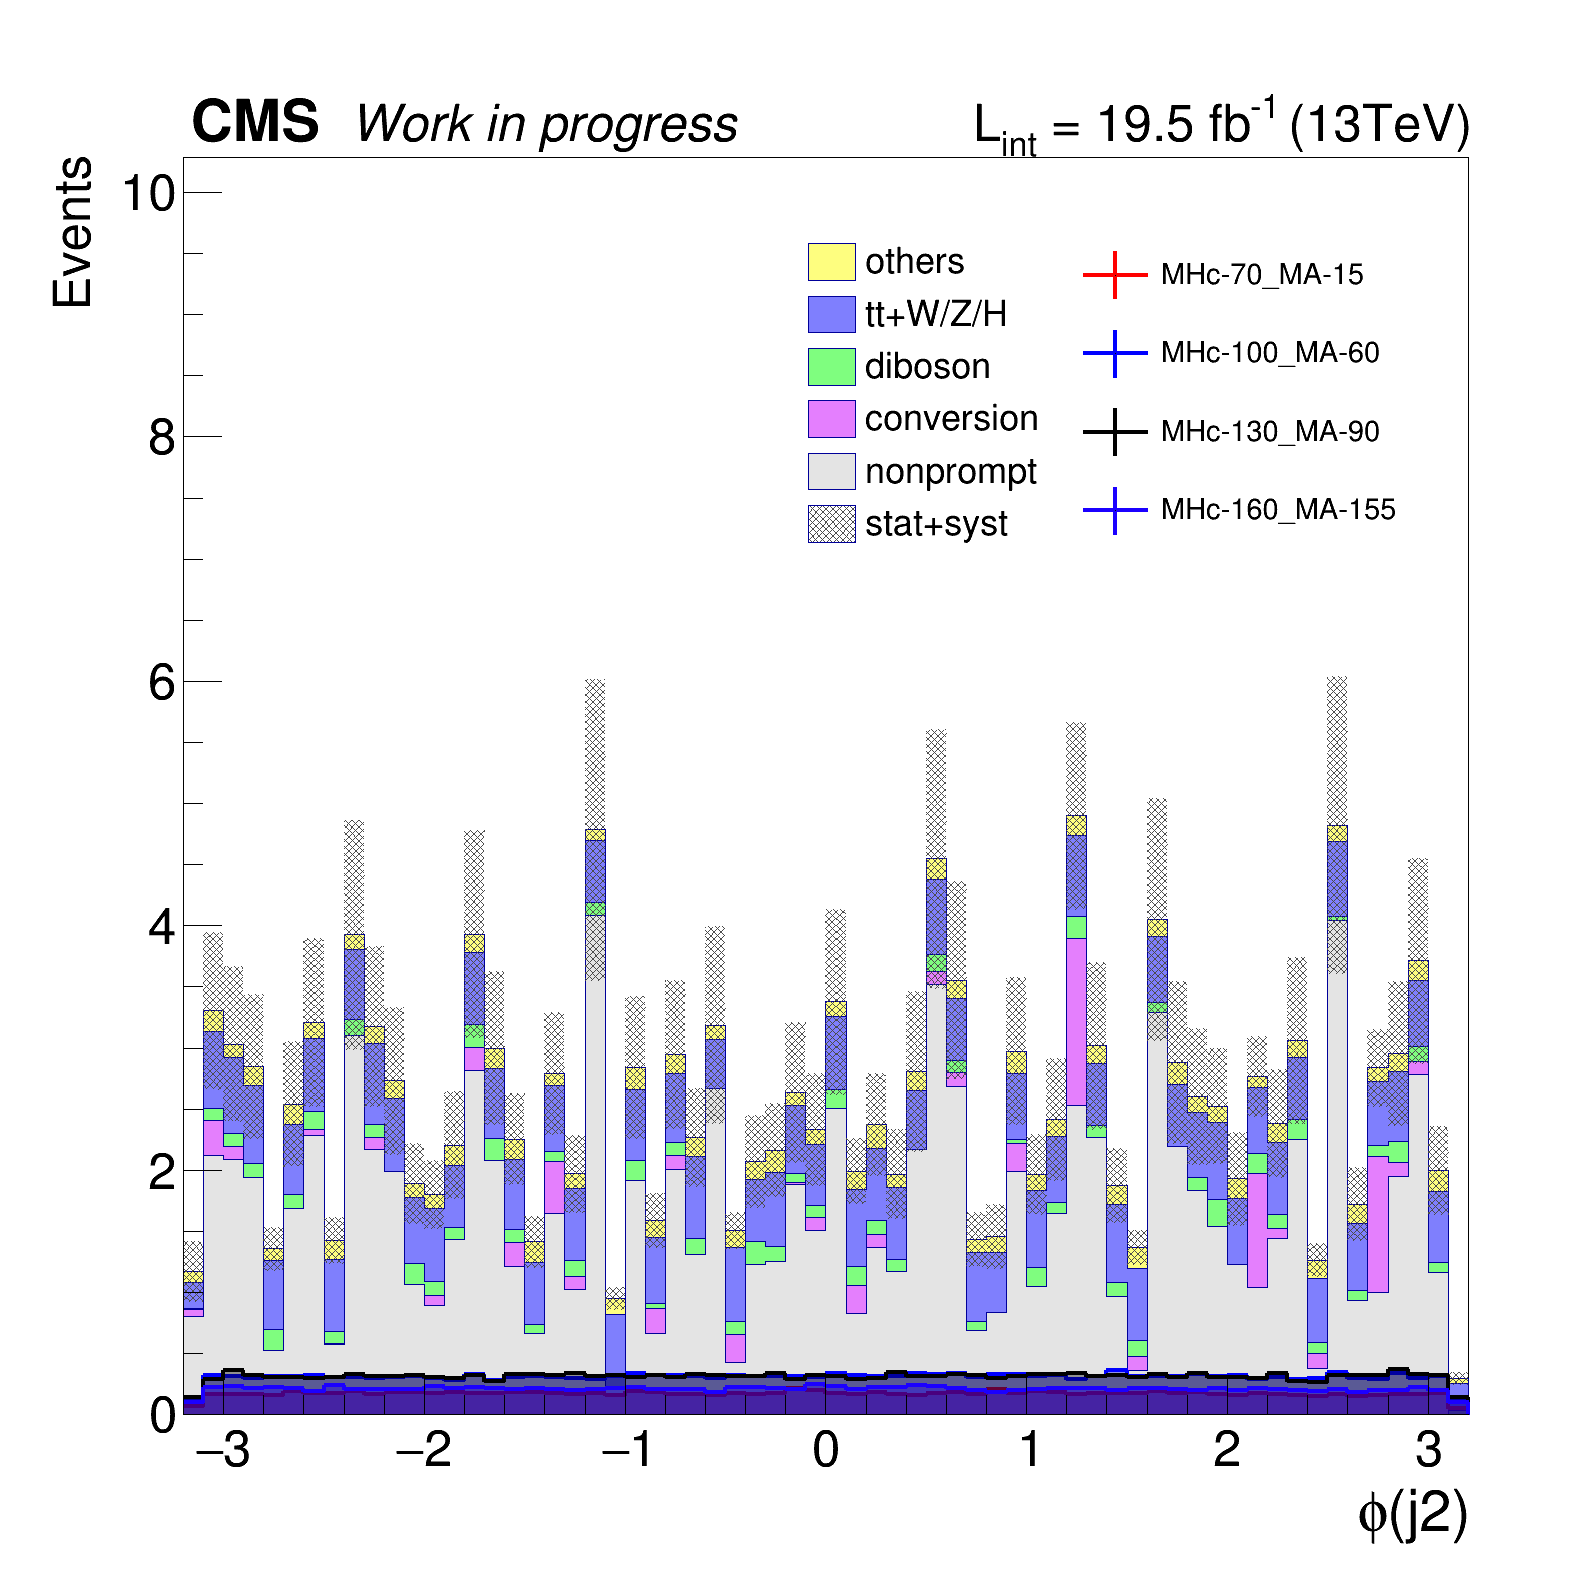 CMS Work in progress L_int = 19.5 fb^-1 (13TeV)
Events
10
8
6
4
2
0
others
tt+W/Z/H
diboson
conversion
nonprompt
stat+syst
MHc-70_MA-15
MHc-100_MA-60
MHc-130_MA-90
MHc-160_MA-155
−3 −2 −1 0 1 2 3
ϕ(j2)